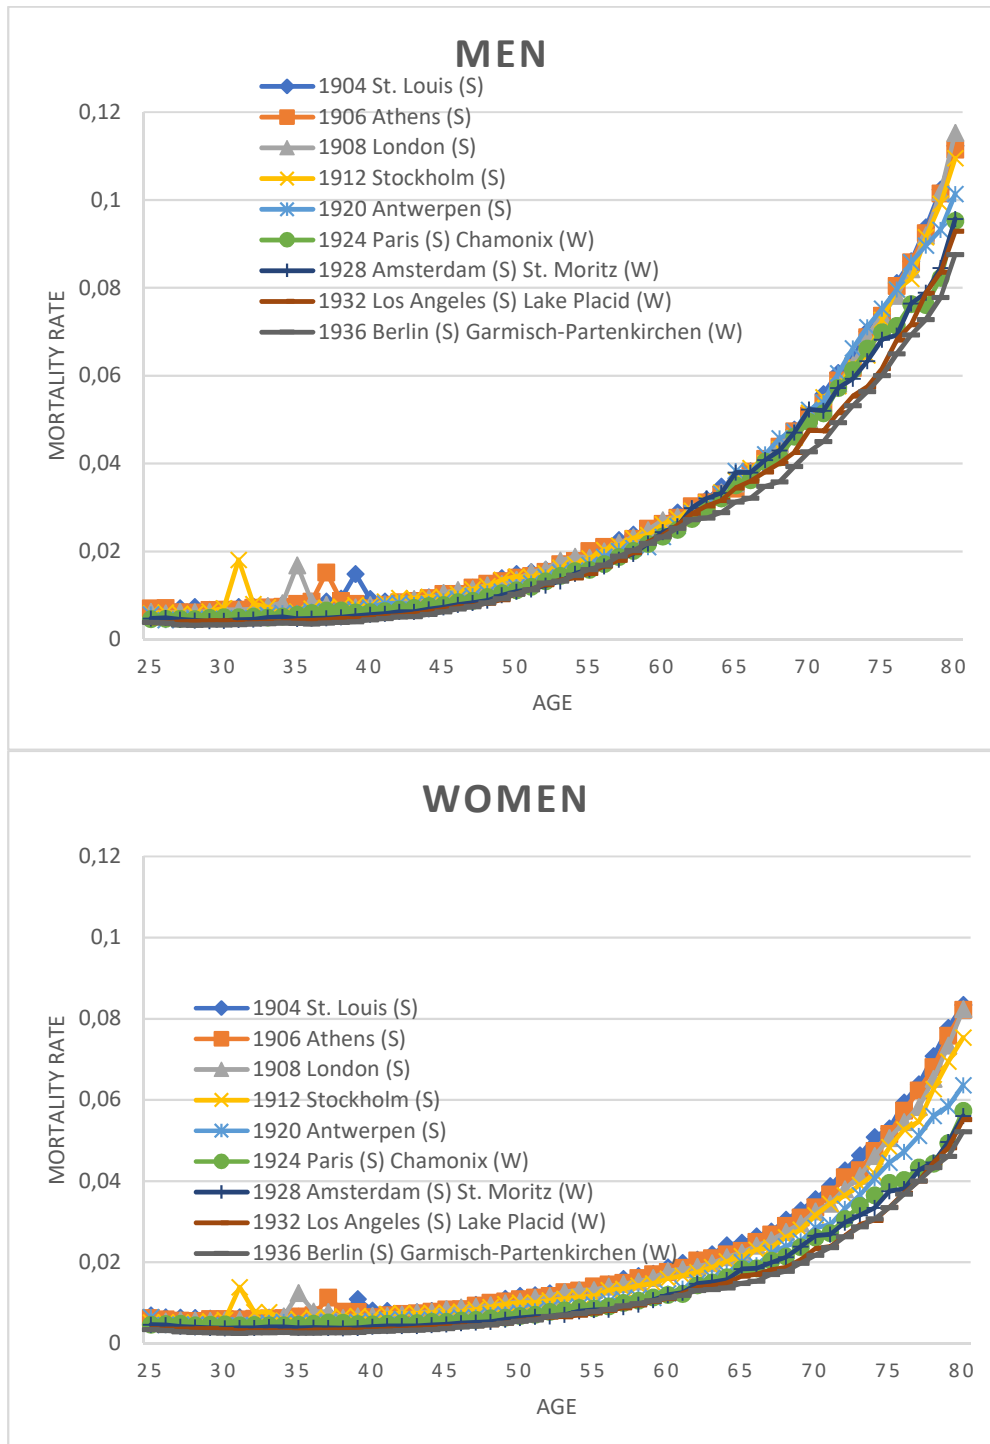 MEN
1904 St. Louis (S)
1906 Athens (S)
1908 London (S)
1912 Stockholm (S)
1920 Antwerpen (S)
1924 Paris (S) Chamonix (W)
1928 Amsterdam (S) St. Moritz (W)
1932 Los Angeles (S) Lake Placid (W)
1936 Berlin (S) Garmisch-Partenkirchen (W)
MORTALITY RATE
0,12
0,1
0,08
0,06
0,04
0,02
0
25 30 35 40 45 50 55 60 65 70 75 80
AGE
WOMEN
0,12
0,1
0,08
0,06
0,04
0,02
0
MORTALITY RATE
1904 St. Louis (S)
1906 Athens (S)
1908 London (S)
1912 Stockholm (S)
1920 Antwerpen (S)
1924 Paris (S) Chamonix (W)
1928 Amsterdam (S) St. Moritz (W)
1932 Los Angeles (S) Lake Placid (W)
1936 Berlin (S) Garmisch-Partenkirchen (W)
25 30 35 40 45 50 55 60 65 70 75 80
AGE